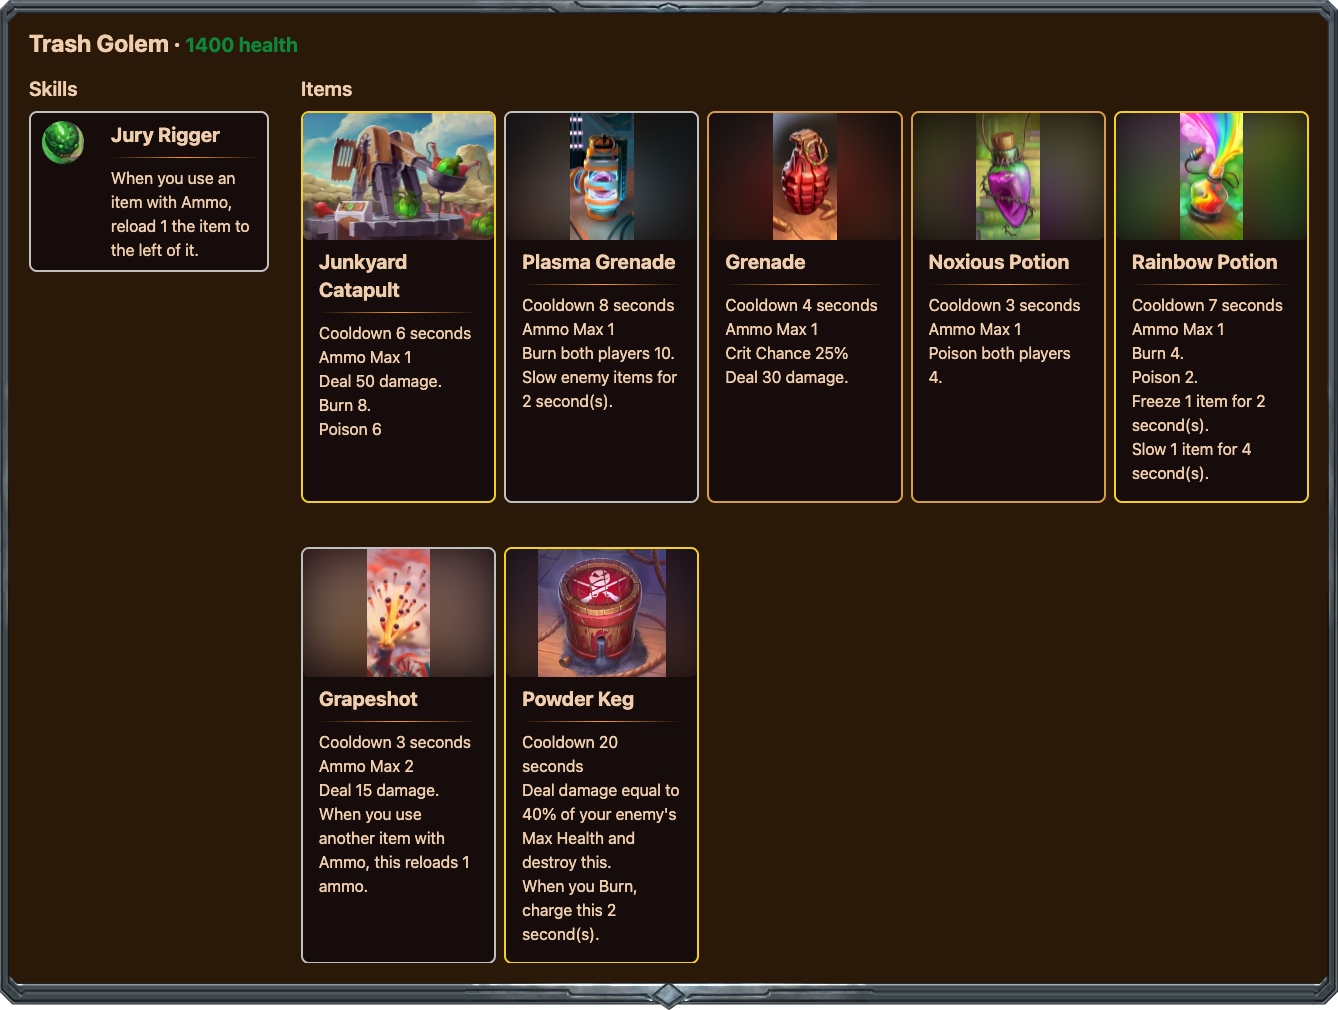 Trash Golem · 1400 health
Skills
Items
Jury Rigger
When you use an
item with Ammo,
reload 1 the item to
the left of it.
Junkyard
Catapult
Cooldown 6 seconds
Ammo Max 1
Deal 50 damage.
Burn 8.
Poison 6
Plasma Grenade
Cooldown 8 seconds
Ammo Max 1
Burn both players 10.
Slow enemy items for
2 second(s).
Grenade
Cooldown 4 seconds
Ammo Max 1
Crit Chance 25%
Deal 30 damage.
Noxious Potion
Cooldown 3 seconds
Ammo Max 1
Poison both players
4.
Rainbow Potion
Cooldown 7 seconds
Ammo Max 1
Burn 4.
Poison 2.
Freeze 1 item for 2
second(s).
Slow 1 item for 4
second(s).
Grapeshot
Cooldown 3 seconds
Ammo Max 2
Deal 15 damage.
When you use
another item with
Ammo, this reloads 1
ammo.
Powder Keg
Cooldown 20
seconds
Deal damage equal to
40% of your enemy's
Max Health and
destroy this.
When you Burn,
charge this 2
second(s).